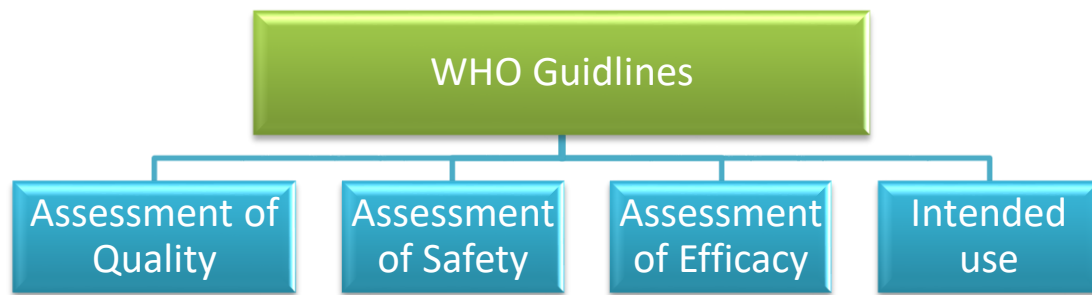 WHO Guidlines
Assessment of
Quality
Assessment
of Safety
Assessment
of Efficacy
Intended
use